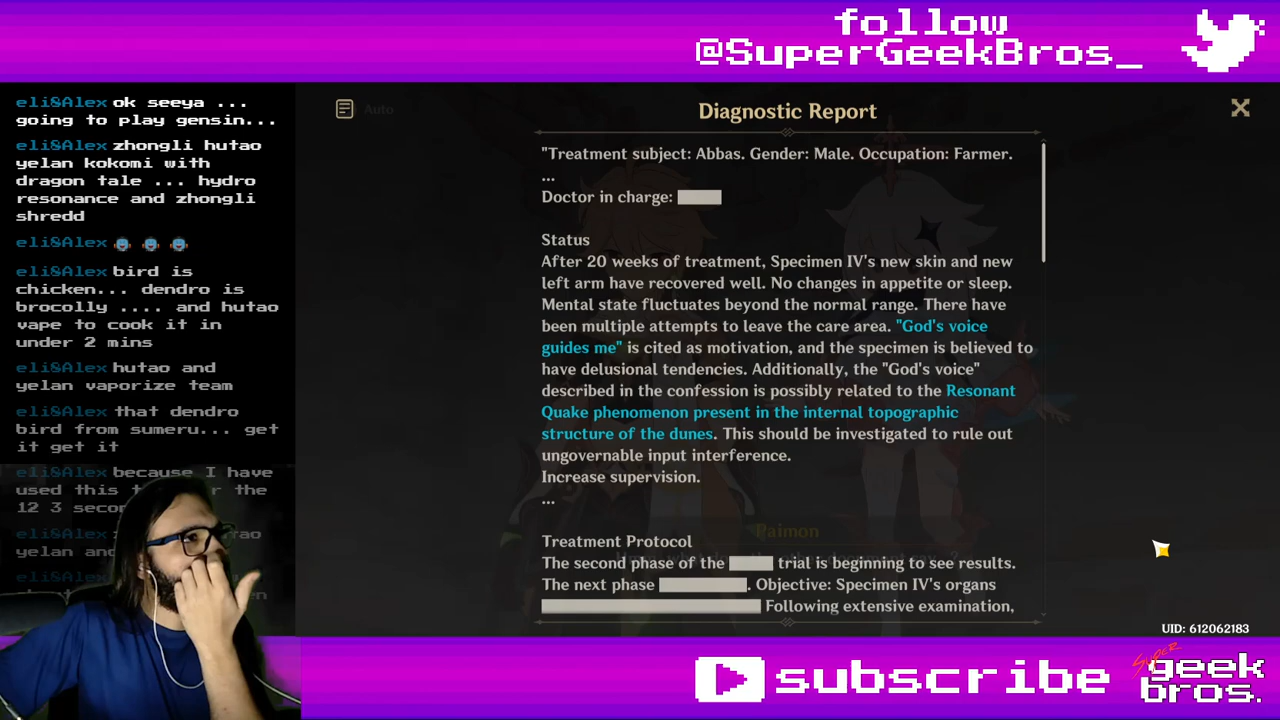 follow
@SuperGeekBros_
eli&Alex ok seeya ...
going to play gensin...
eli&Alex zhongli hutao
yelan kokomi with
dragon tale ... hydro
resonance and zhongli
shredd
eli&Alex
eli&Alex bird is
chicken... dendro is
brocolly .... and hutao
vape to cook it in
under 2 mins
eli&Alex hutao and
yelan vaporize team
eli&Alex that dendro
bird from sumeru... get
it get it
eli&Alex because I have
used this the
12 3 secon
eli&Alex
yelan and
Auto
Diagnostic Report
"Treatment subject: Abbas. Gender: Male. Occupation: Farmer.
...
Doctor in charge:
Status
After 20 weeks of treatment, Specimen IV's new skin and new
left arm have recovered well. No changes in appetite or sleep.
Mental state fluctuates beyond the normal range. There have
been multiple attempts to leave the care area. "God's voice
guides me" is cited as motivation, and the specimen is believed to
have delusional tendencies. Additionally, the "God's voice"
described in the confession is possibly related to the Resonant
Quake phenomenon present in the internal topographic
structure of the dunes. This should be investigated to rule out
ungovernable input interference.
Increase supervision.
...
Paimon
Treatment Protocol
The second phase of the trial is beginning to see results.
The next phase . Objective: Specimen IV's organs
Following extensive examination,
UID: 612062183
subscribe
SUPER
geek
bros.